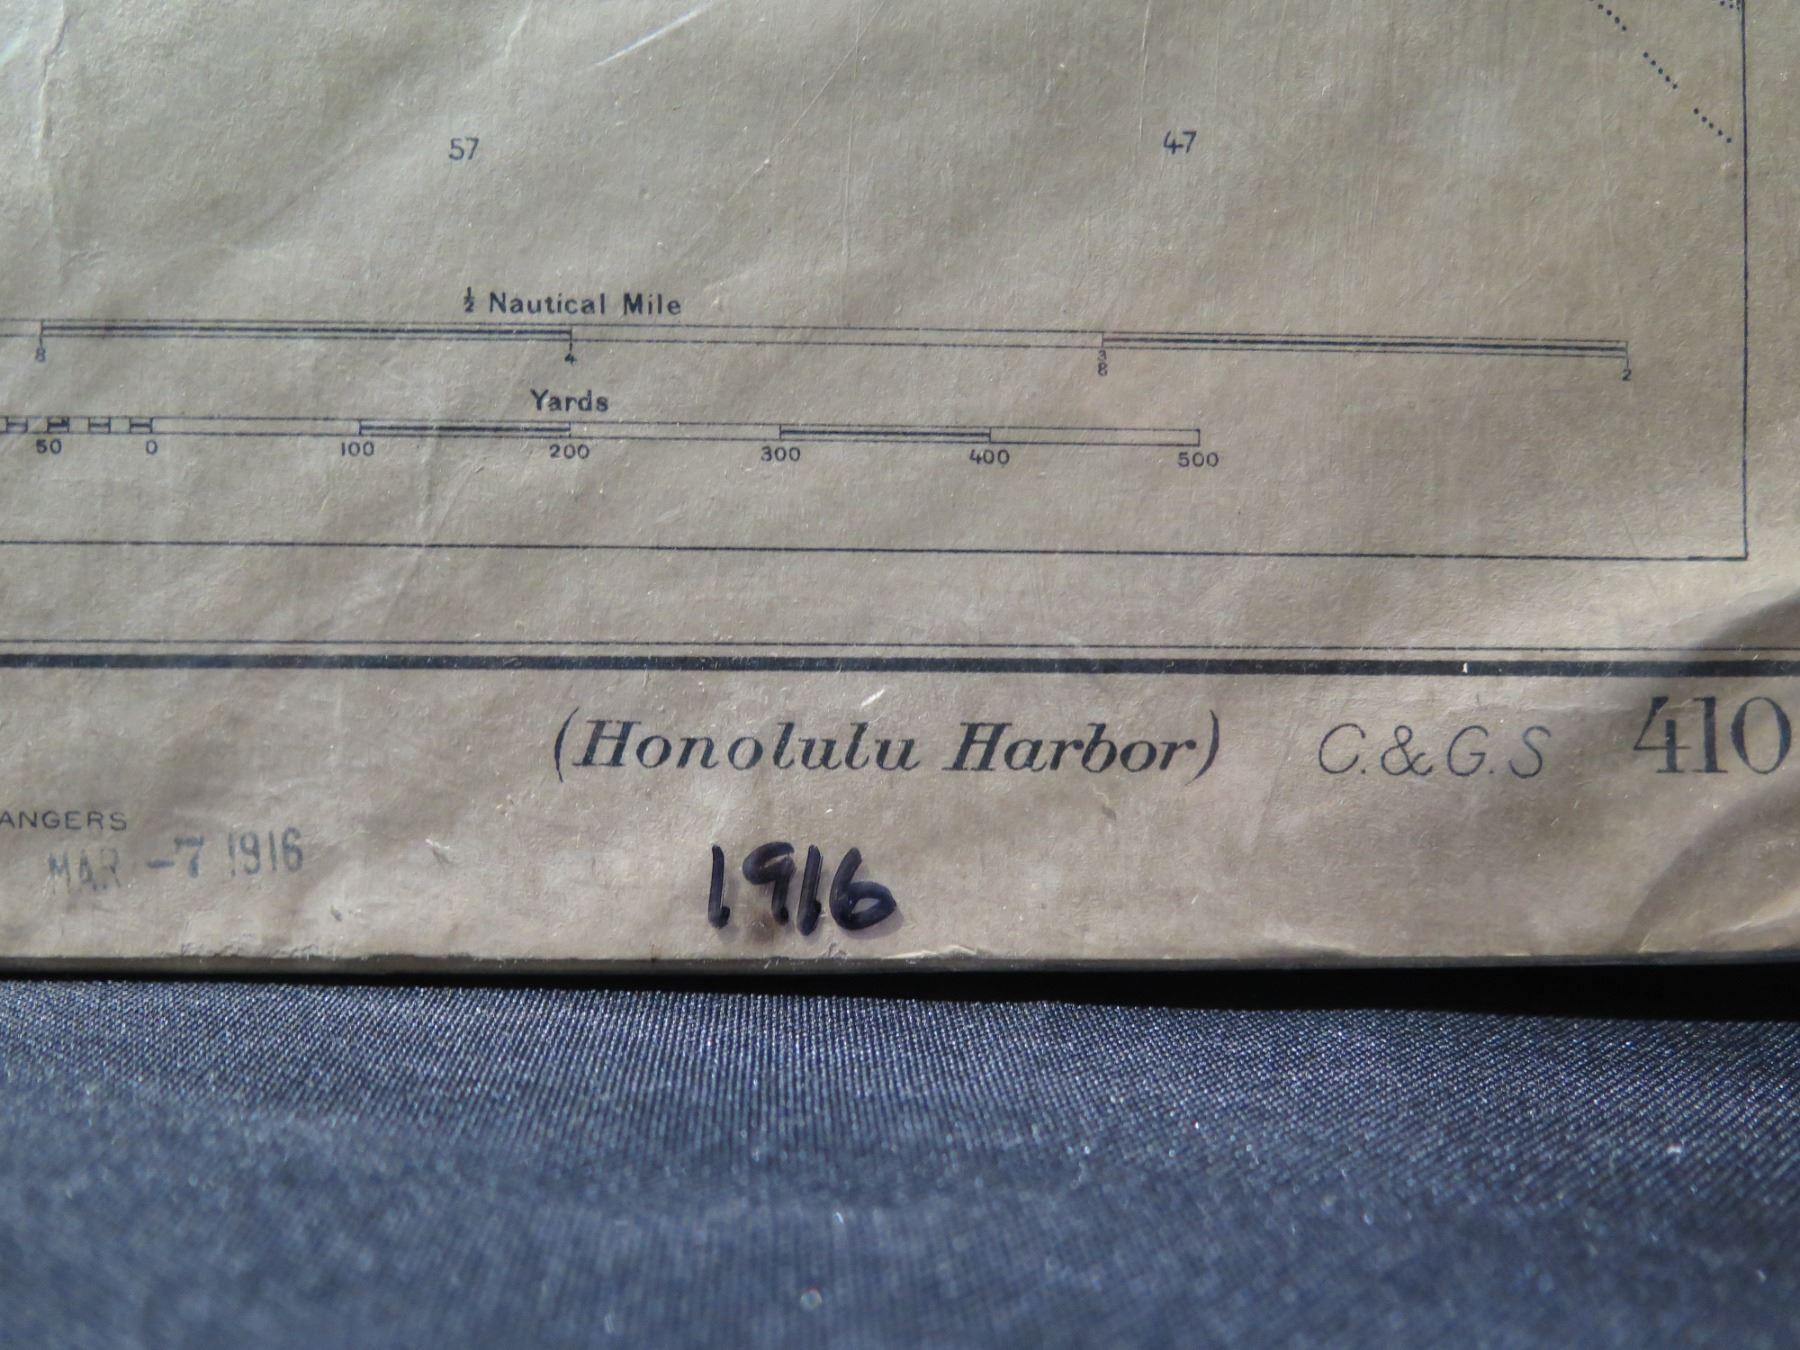 57 47
½ Nautical Mile
8 4 3/8 2
Yards
50 0 100 200 300 400 500
(Honolulu Harbor) C.&G.S 410
ANGERS
MAR -7 1916
1916